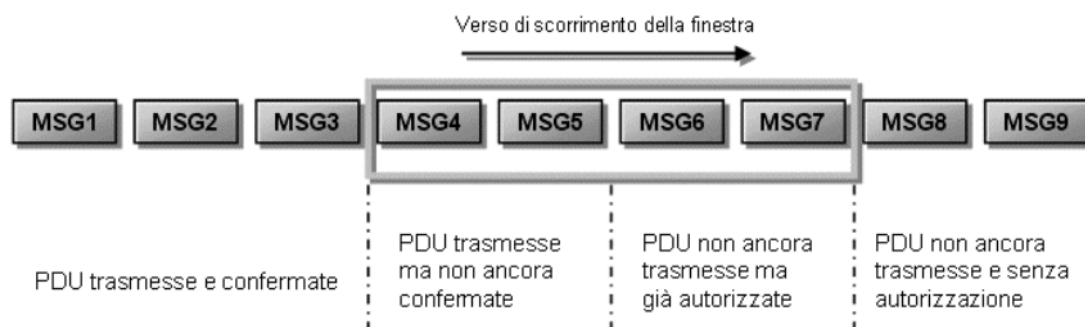 Verso di scorrimento della finestra
MSG1 MSG2 MSG3 MSG4 MSG5 MSG6 MSG7 MSG8 MSG9
PDU trasmesse e confermate
PDU trasmesse
ma non ancora
confermate
PDU non ancora
trasmesse ma
già autorizzate
PDU non ancora
trasmesse e senza
autorizzazione